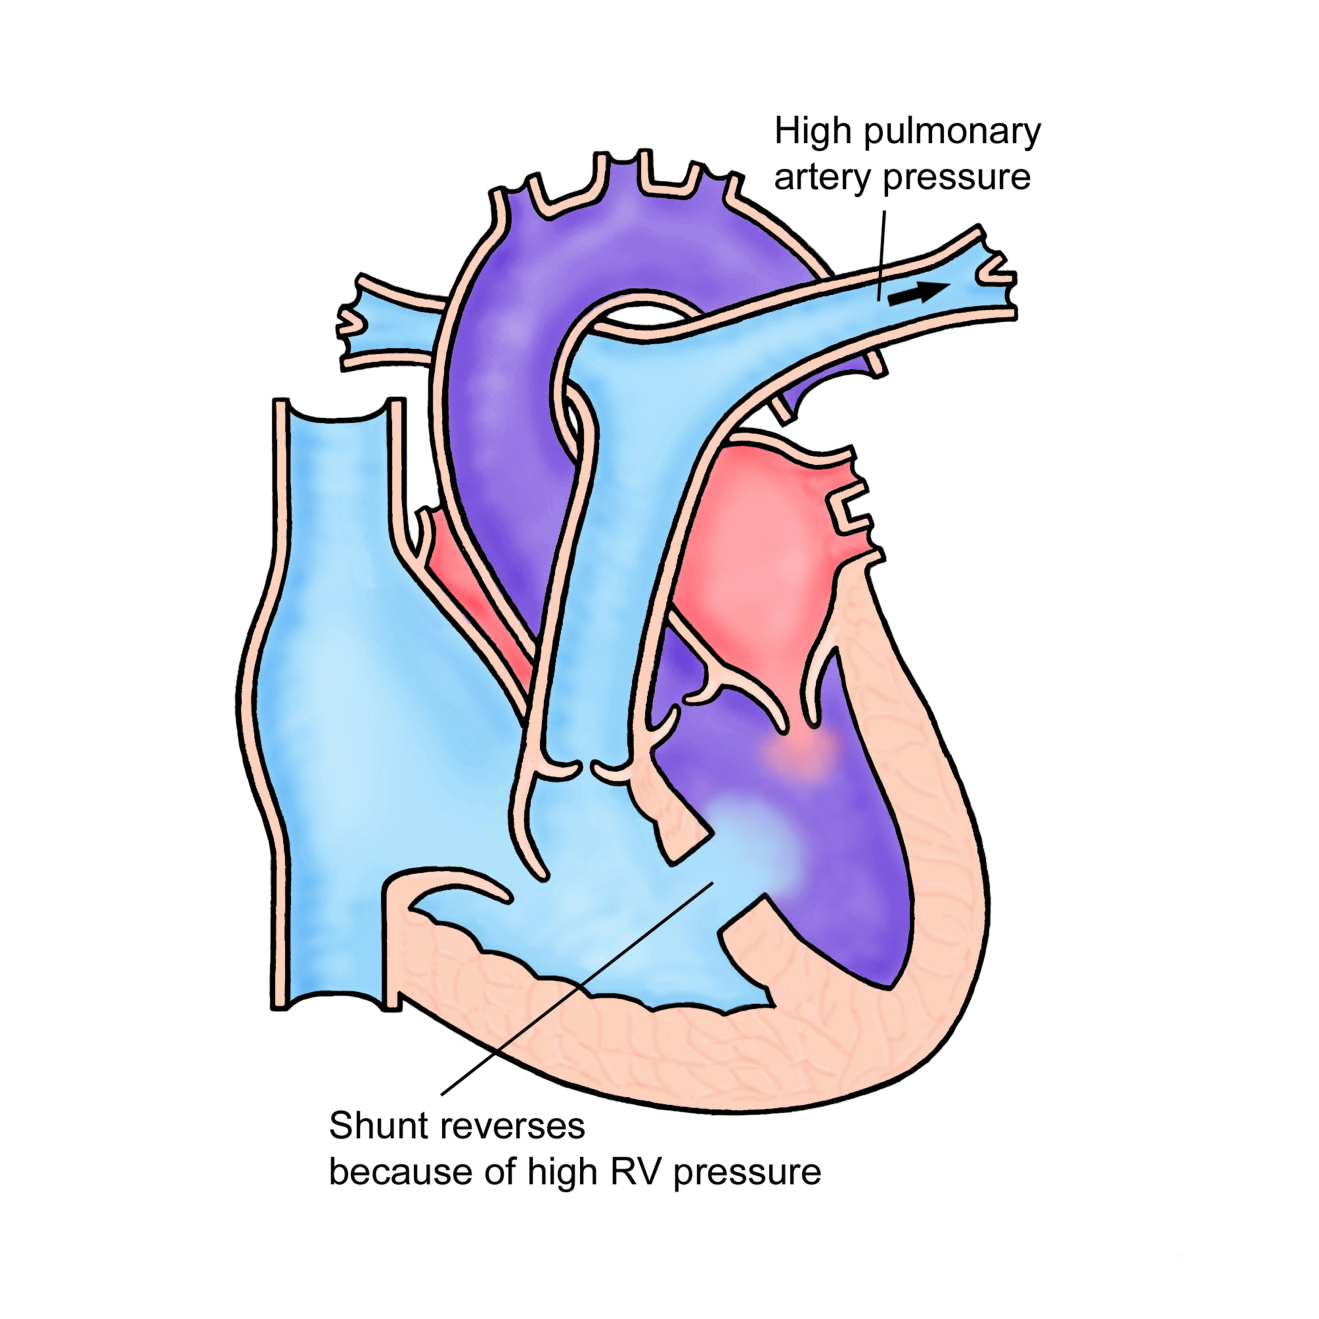 High pulmonary
artery pressure
Shunt reverses
because of high RV pressure